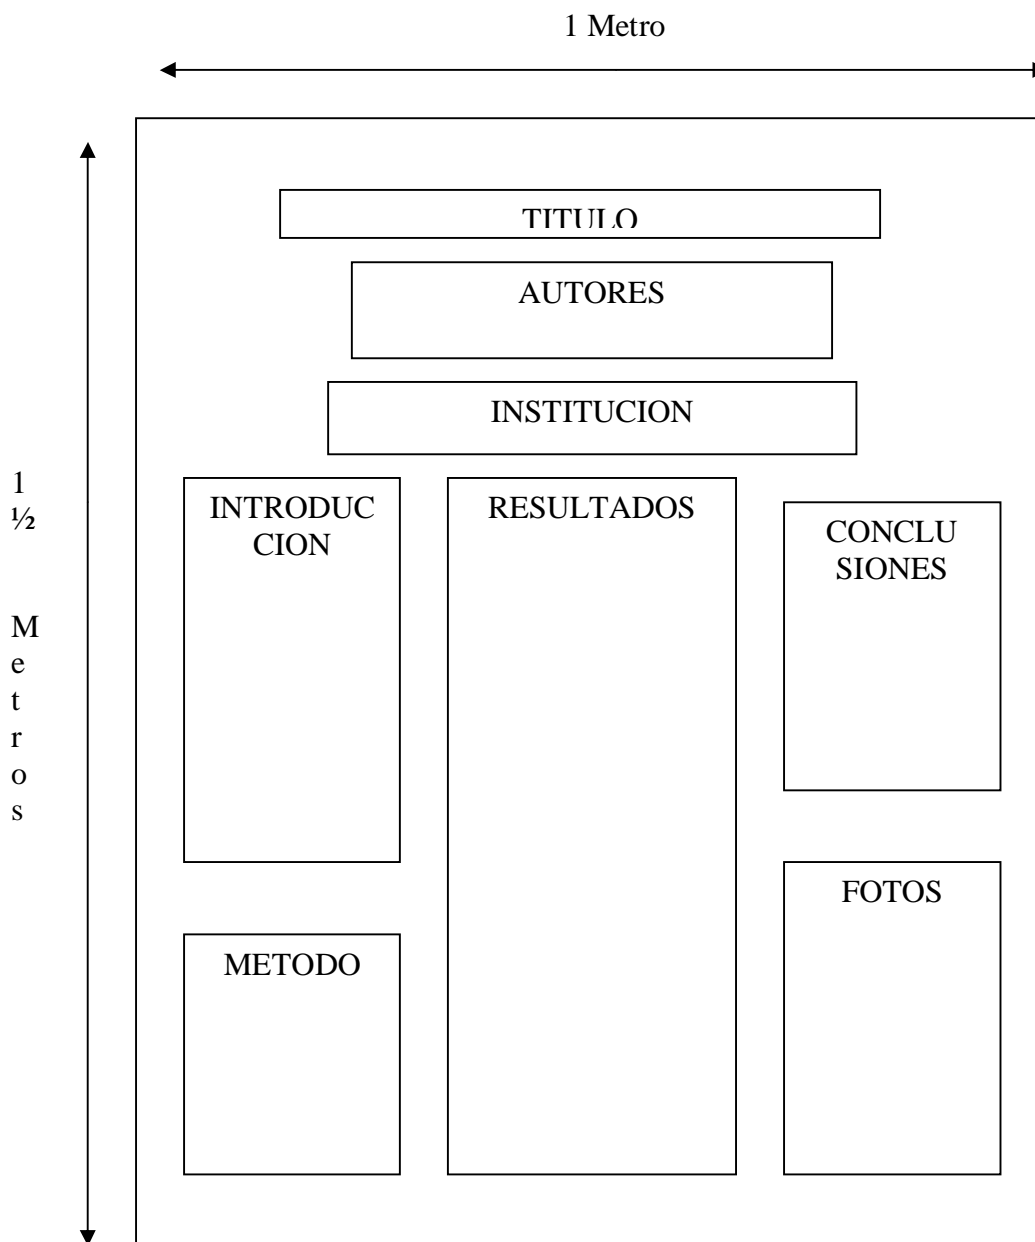 1 Metro
TITULO
AUTORES
INSTITUCION
1
½
M
e
t
r
o
s
INTRODUC
CION
RESULTADOS
CONCLU
SIONES
METODO
FOTOS